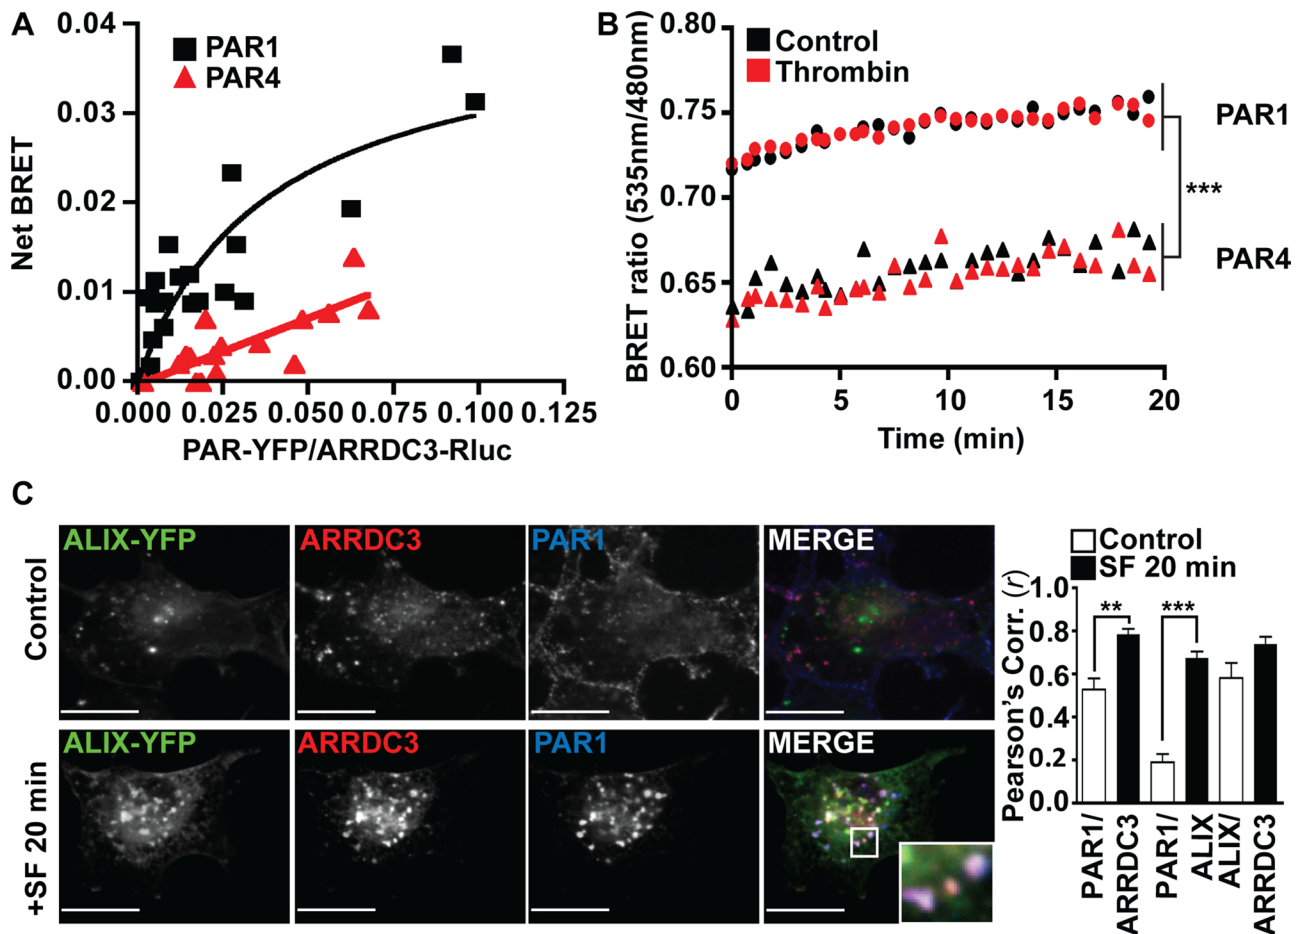 A
PAR1
PAR4
Net BRET
0.04
0.03
0.02
0.01
0.00
0.000 0.025 0.050 0.075 0.100 0.125
PAR-YFP/ARRDC3-Rluc
B
Control
Thrombin
BRET ratio (535nm/480nm)
0.80
0.75
0.70
0.65
0.60
0 5 10 15 20
Time (min)
PAR1
***
PAR4
C
Control
ALIX-YFP ARRDC3 PAR1 MERGE
+SF 20 min
ALIX-YFP ARRDC3 PAR1 MERGE
Control
SF 20 min
Pearson's Corr. (r)
1.0
0.8
0.6
0.4
0.2
0.0
** ***
PAR1/
ARRDC3
PAR1/
ALIX
ALIX/
ARRDC3